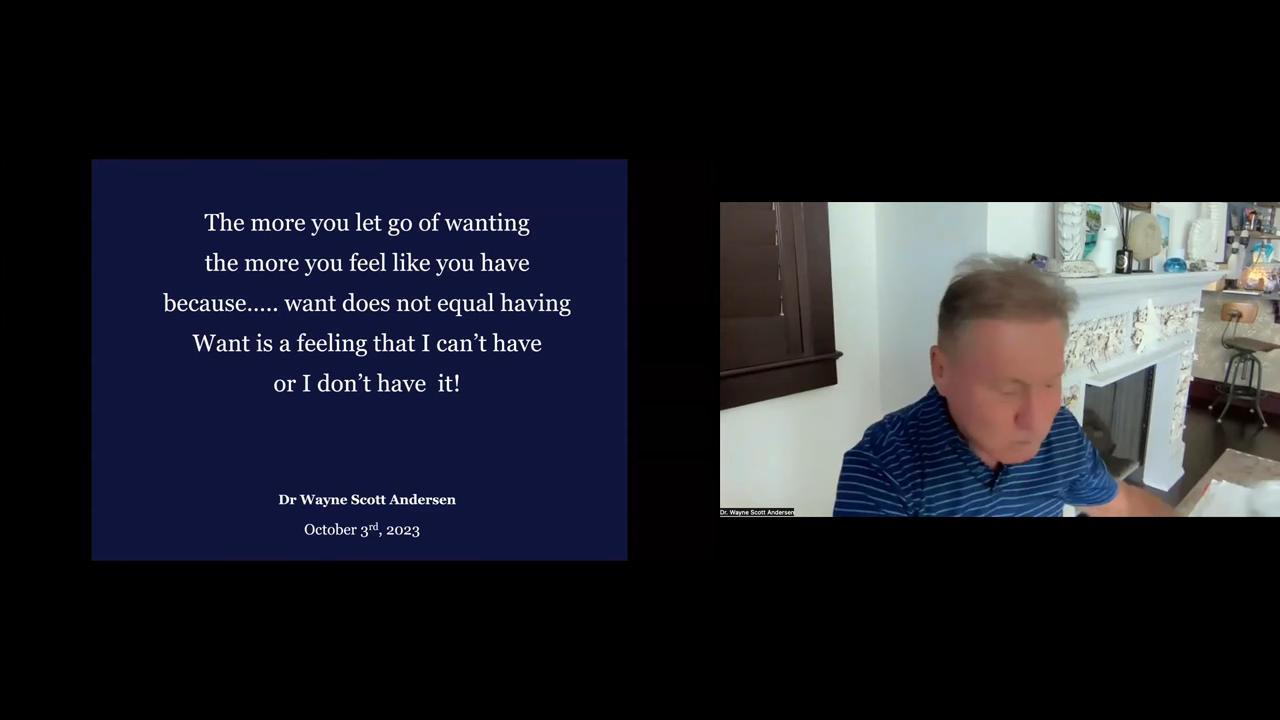 The more you let go of wanting
the more you feel like you have
because..... want does not equal having
Want is a feeling that I can't have
or I don't have  it!
Dr Wayne Scott Andersen
October 3rd, 2023
Dr. Wayne Scott Andersen